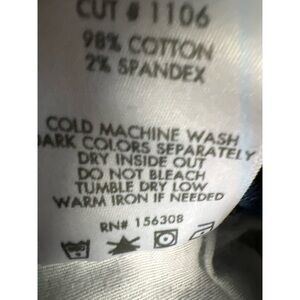 CUT # 1106
98% COTTON
2% SPANDEX
COLD MACHINE WASH
DARK COLORS SEPARATELY
DRY INSIDE OUT
DO NOT BLEACH
TUMBLE DRY LOW
WARM IRON IF NEEDED
RN# 156308